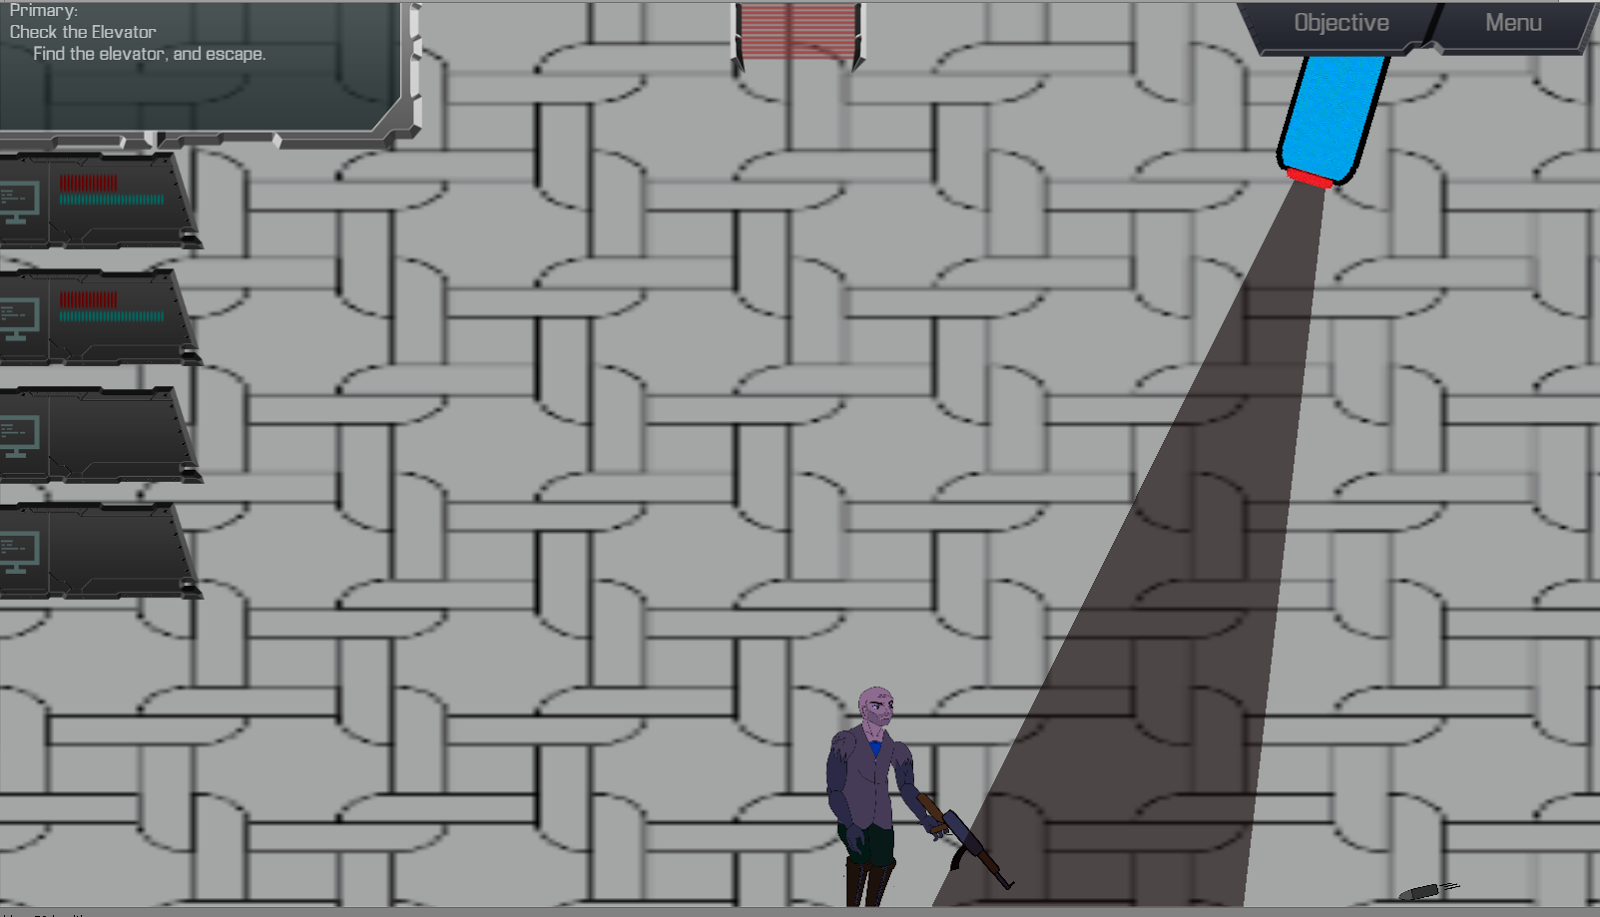 Primary:
Check the Elevator
Find the elevator, and escape.
Objective
Menu